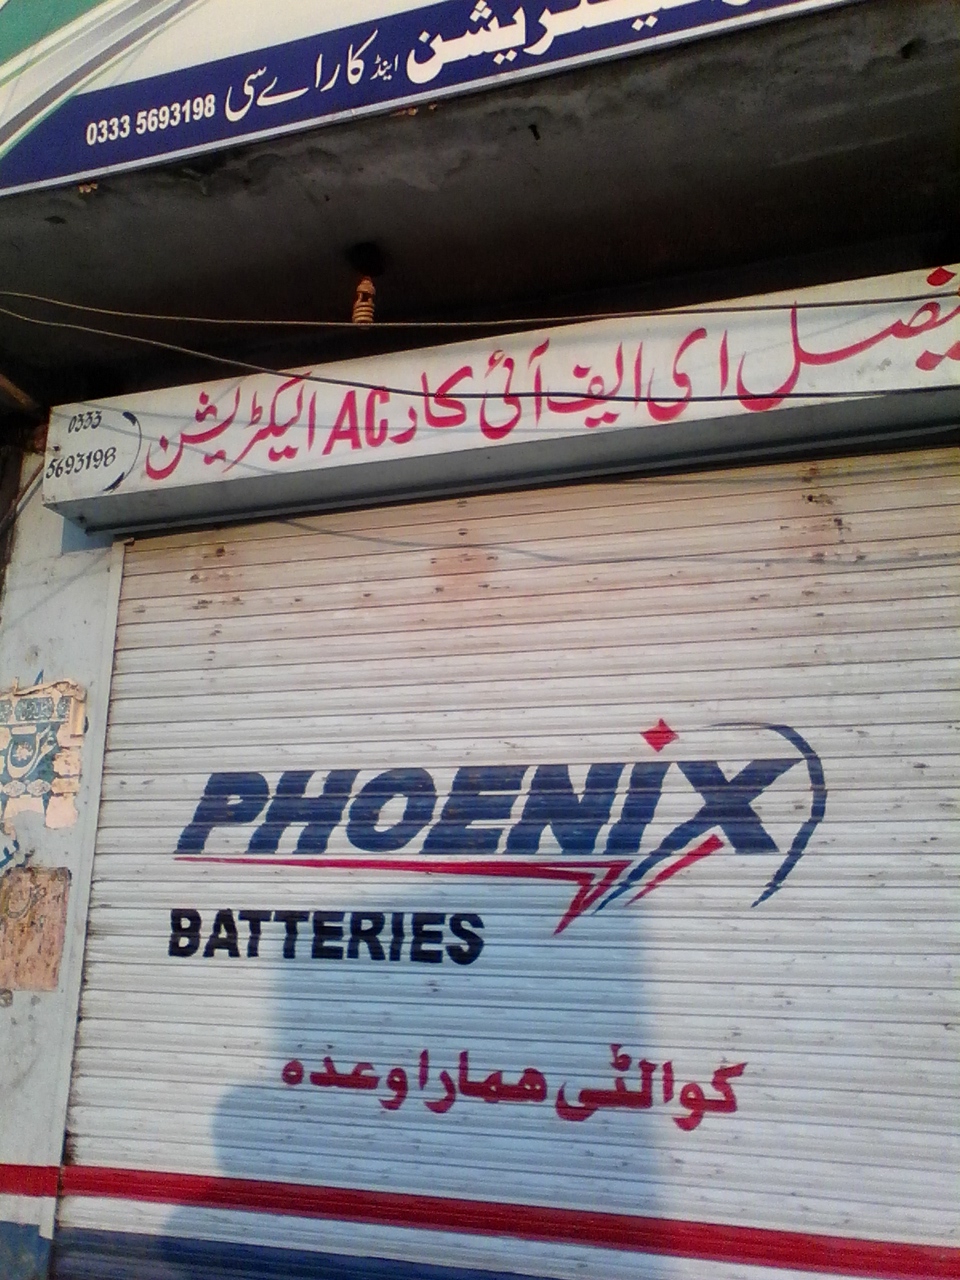 الیکٹریشن اینڈ کار اے سی 0333 5693198
فیصل ای ایف آئی کار AC الیکٹریشن
0333
5693198
PHOENIX
BATTERIES
کوالٹی ھمارا وعدہ